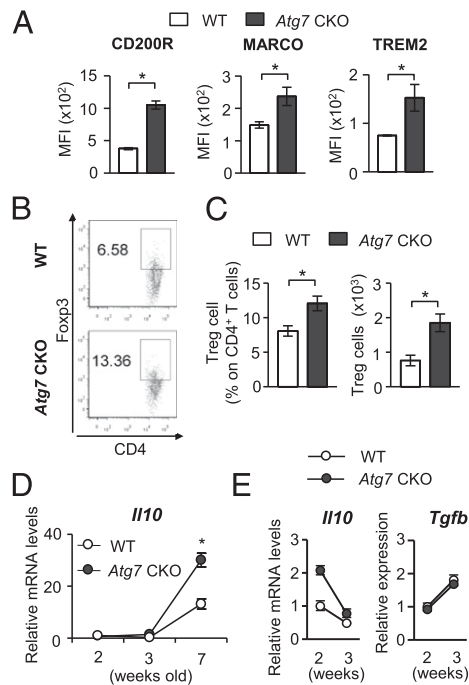 A
WT Atg7 CKO
CD200R
MARCO
TREM2
MFI (x10²)
15
10
5
0
*
MFI (x10²)
3
2
1
0
*
MFI (x10²)
2
1
0
*
B
WT
6.58
Atg7 CKO
13.36
Foxp3
CD4
C
WT Atg7 CKO
Treg cell
(% on CD4⁺ T cells)
15
10
5
0
*
Treg cells (x10³)
3
2
1
0
*
D
Il10
Relative mRNA levels
40
20
0
WT
Atg7 CKO
*
2 3 7
(weeks old)
E
WT
Atg7 CKO
Il10
Relative mRNA levels
3
2
1
0
2 3
(weeks)
Tgfb
Relative expression
3
2
1
0
2 3
(weeks)